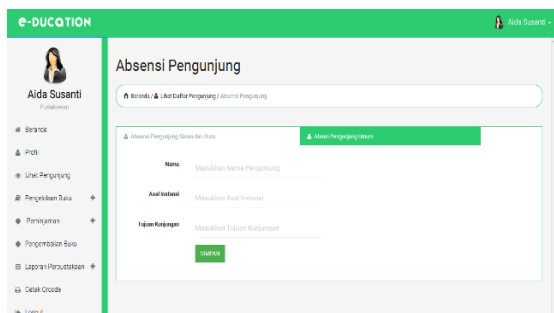 e-DUCATION
Aida Susanti
Aida Susanti
Pustakawan
Beranda
Profil
Lihat Pengunjung
Pengelolaan Buku +
Peminjaman +
Pengembalian Buku
Laporan Perpustakaan +
Cetak Qrcode
Logout
Absensi Pengunjung
Beranda / Lihat Daftar Pengunjung / Absensi Pengunjung
Absensi Pengunjung Siswa dan Guru
Absen Pengunjung Umum
Nama
Masukkan Nama Pengunjung
Asal Instansi
Masukkan Asal Instansi
Tujuan Kunjungan
Masukkan Tujuan Kunjungan
SIMPAN